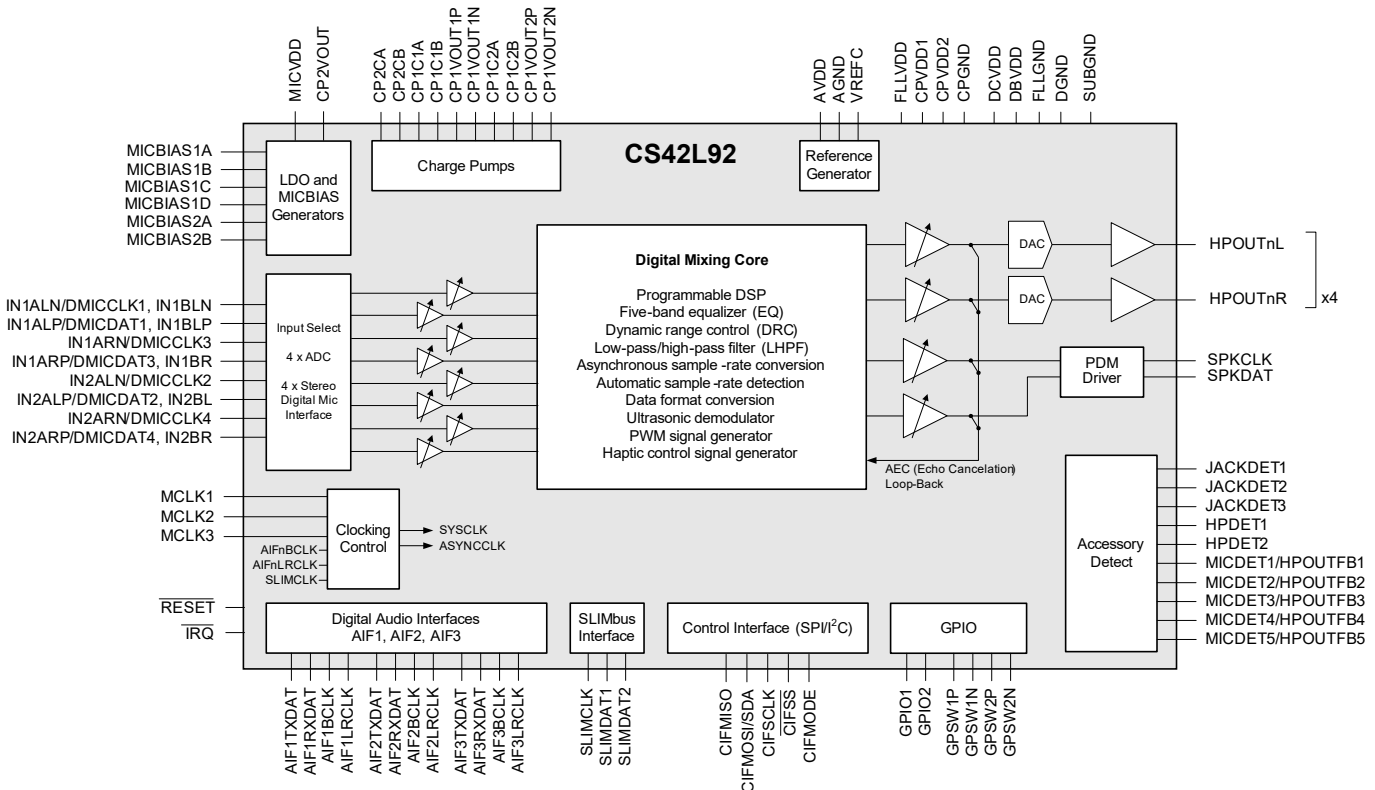 MICVDD
CP2VOUT
CP2CA
CP2CB
CP1C1A
CP1C1B
CP1VOUT1P
CP1VOUT1N
CP1C2A
CP1C2B
CP1VOUT2P
CP1VOUT2N
AVDD
AGND
VREFC
FLLVDD
CPVDD1
CPVDD2
CPGND
DCVDD
DBVDD
FLLGND
DGND
SUBGND
CS42L92
MICBIAS1A
MICBIAS1B
MICBIAS1C
MICBIAS1D
MICBIAS2A
MICBIAS2B
LDO and
MICBIAS
Generators
Charge Pumps
Reference
Generator
IN1ALN/DMICCLK1, IN1BLN
IN1ALP/DMICDAT1, IN1BLP
IN1ARN/DMICCLK3
IN1ARP/DMICDAT3, IN1BR
IN2ALN/DMICCLK2
IN2ALP/DMICDAT2, IN2BL
IN2ARN/DMICCLK4
IN2ARP/DMICDAT4, IN2BR
Input Select
4 x ADC
4 x Stereo
Digital Mic
Interface
Digital Mixing Core
Programmable DSP
Five-band equalizer (EQ)
Dynamic range control (DRC)
Low-pass/high-pass filter (LHPF)
Asynchronous sample -rate conversion
Automatic sample -rate detection
Data format conversion
Ultrasonic demodulator
PWM signal generator
Haptic control signal generator
DAC
DAC
HPOUTnL
HPOUTnR
x4
PDM
Driver
SPKCLK
SPKDAT
AEC (Echo Cancelation)
Loop-Back
MCLK1
MCLK2
MCLK3
AIFnBCLK
AIFnLRCLK
SLIMCLK
Clocking
Control
SYSCLK
ASYNCCLK
Accessory
Detect
JACKDET1
JACKDET2
JACKDET3
HPDET1
HPDET2
MICDET1/HPOUTFB1
MICDET2/HPOUTFB2
MICDET3/HPOUTFB3
MICDET4/HPOUTFB4
MICDET5/HPOUTFB5
RESET
IRQ
Digital Audio Interfaces
AIF1, AIF2, AIF3
SLIMbus
Interface
Control Interface (SPI/I²C)
GPIO
AIF1TXDAT
AIF1RXDAT
AIF1BCLK
AIF1LRCLK
AIF2TXDAT
AIF2RXDAT
AIF2BCLK
AIF2LRCLK
AIF3TXDAT
AIF3RXDAT
AIF3BCLK
AIF3LRCLK
SLIMCLK
SLIMDAT1
SLIMDAT2
CIFMISO
CIFMOSI/SDA
CIFSCLK
CIFSS
CIFMODE
GPIO1
GPIO2
GPSW1P
GPSW1N
GPSW2P
GPSW2N